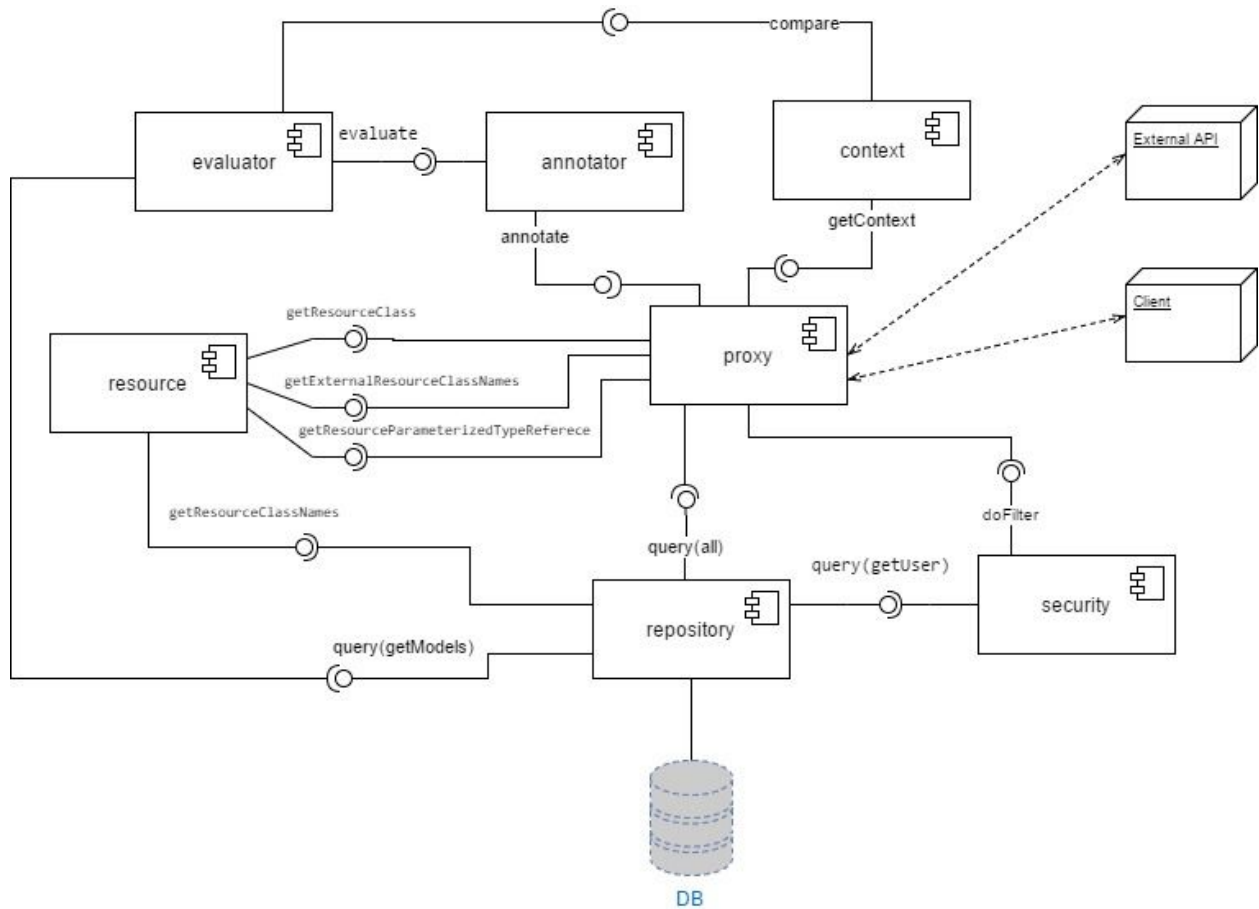 compare
evaluate
evaluator
annotator
context
External API
annotate
getContext
Client
getResourceClass
proxy
resource
getExternalResourceClassNames
getResourceParameterizedTypeReferece
getResourceClassNames
doFilter
query(all)
query(getUser)
repository
security
query(getModels)
DB